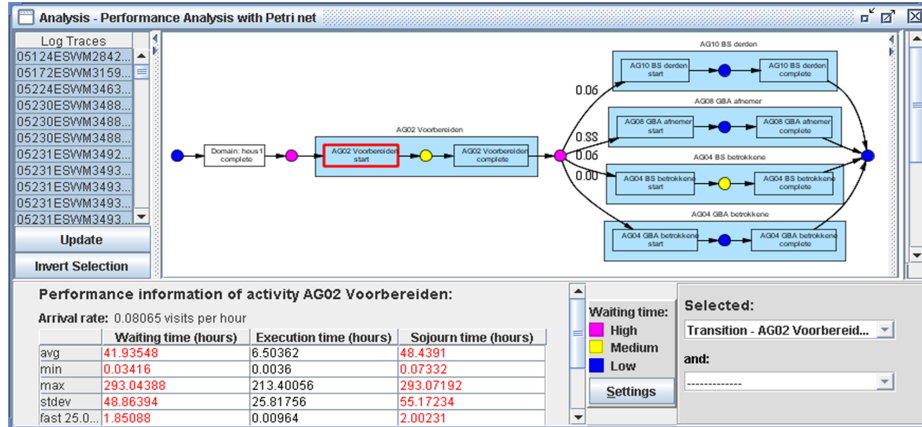 Analysis - Performance Analysis with Petri net
Log Traces
05124ESWM2842...
05172ESWM3159...
05224ESWM3463...
05230ESWM3488...
05230ESWM3488...
05230ESWM3488...
05231ESWM3492...
05231ESWM3493...
05231ESWM3493...
05231ESWM3493...
05231ESWM3493...
Update
Invert Selection
Domain: heus1
complete
AG02 Voorbereiden
AG02 Voorbereiden
start
AG02 Voorbereiden
complete
0.06
0.88
0.06
0.00
AG10 BS derden
AG10 BS derden
start
AG10 BS derden
complete
AG08 GBA afnemer
AG08 GBA afnemer
start
AG08 GBA afnemer
complete
AG04 BS betrokkene
AG04 BS betrokkene
start
AG04 BS betrokkene
complete
AG04 GBA betrokkene
AG04 GBA betrokkene
start
AG04 GBA betrokkene
complete
Performance information of activity AG02 Voorbereiden:
Arrival rate: 0.08065 visits per hour
Waiting time (hours) Execution time (hours) Sojourn time (hours)
avg 41.93548 6.50362 48.4391
min 0.03416 0.0036 0.07332
max 293.04388 213.40056 293.07192
stdev 48.86394 25.81756 55.17234
fast 25.0... 1.85088 0.00964 2.00231
Waiting time:
High
Medium
Low
Settings
Selected:
Transition - AG02 Voorbereid...
and:
-------------